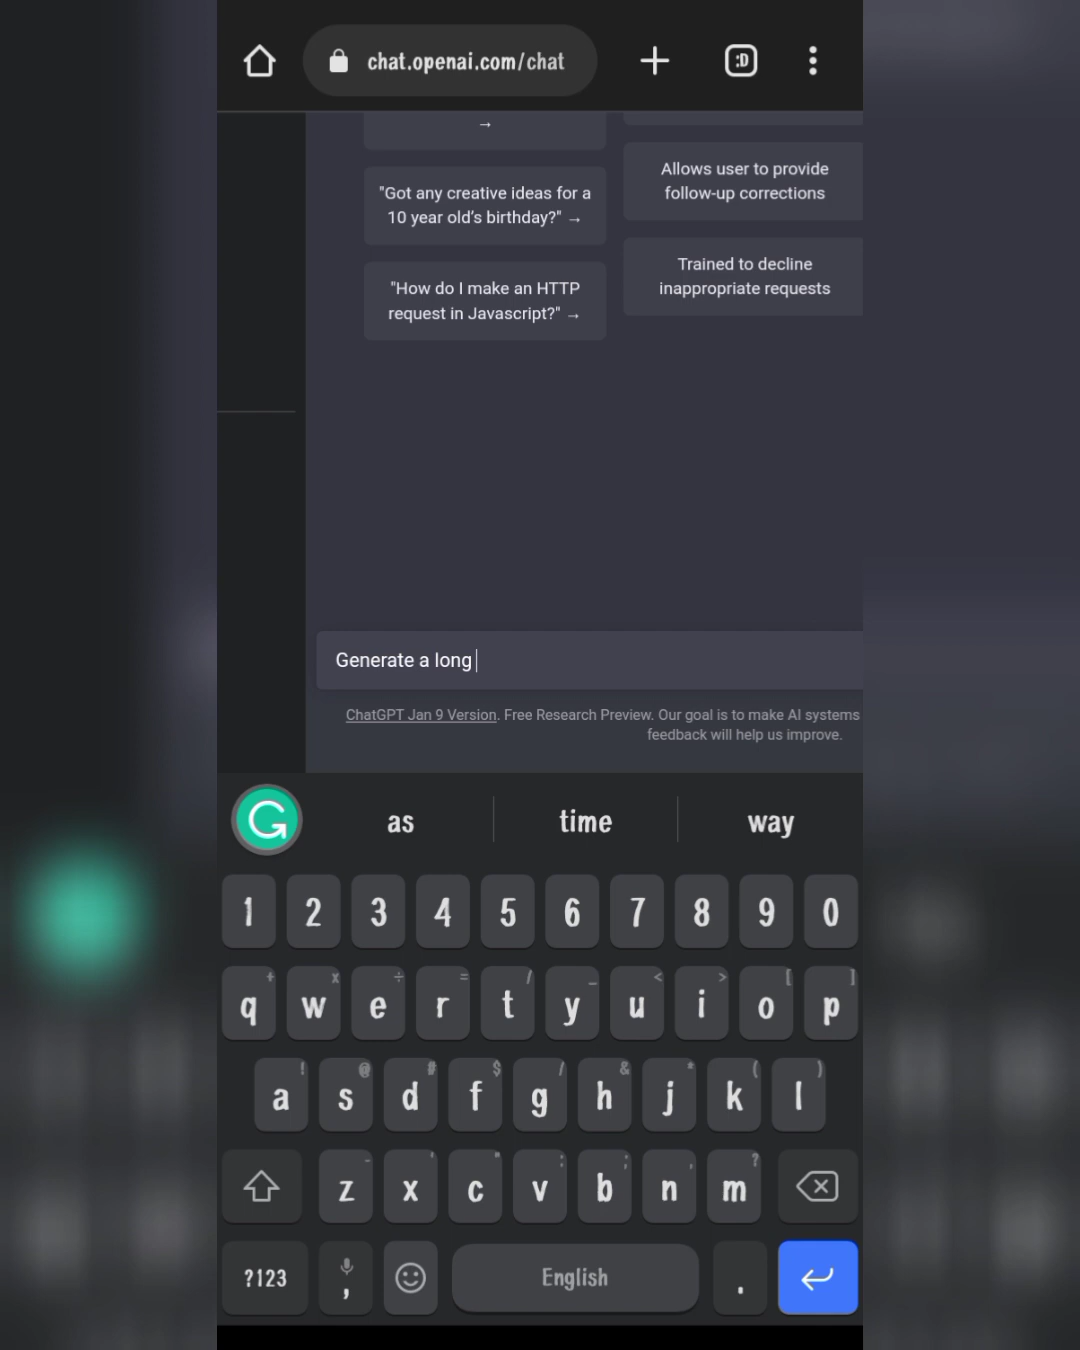 chat.openai.com/chat
:D
→
"Got any creative ideas for a
10 year old’s birthday?" →
"How do I make an HTTP
request in Javascript?" →
Allows user to provide
follow-up corrections
Trained to decline
inappropriate requests
Generate a long
ChatGPT Jan 9 Version. Free Research Preview. Our goal is to make AI systems
feedback will help us improve.
as time way
1 2 3 4 5 6 7 8 9 0
+ x ÷ = / _ < > [ ]
q w e r t y u i o p
! @ # $ / & * ( )
a s d f g h j k l
- ' " : ; , ?
z x c v b n m
?123 , English .